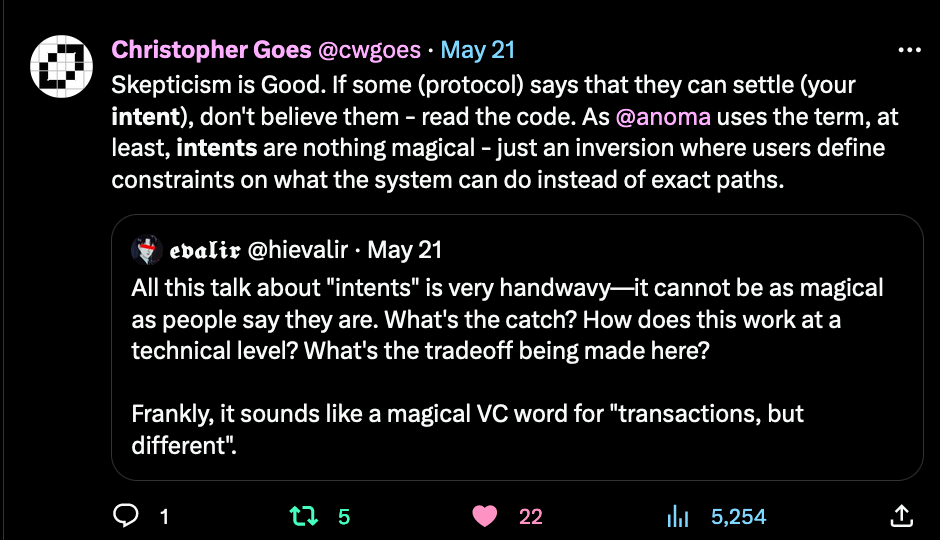 Christopher Goes @cwgoes · May 21
Skepticism is Good. If some (protocol) says that they can settle (your
intent), don't believe them - read the code. As @anoma uses the term, at
least, intents are nothing magical - just an inversion where users define
constraints on what the system can do instead of exact paths.
𝖊𝖛𝖆𝖑𝖎𝖗 @hievalir · May 21
All this talk about "intents" is very handwavy—it cannot be as magical
as people say they are. What's the catch? How does this work at a
technical level? What's the tradeoff being made here?
Frankly, it sounds like a magical VC word for "transactions, but
different".
1 5 22 5,254